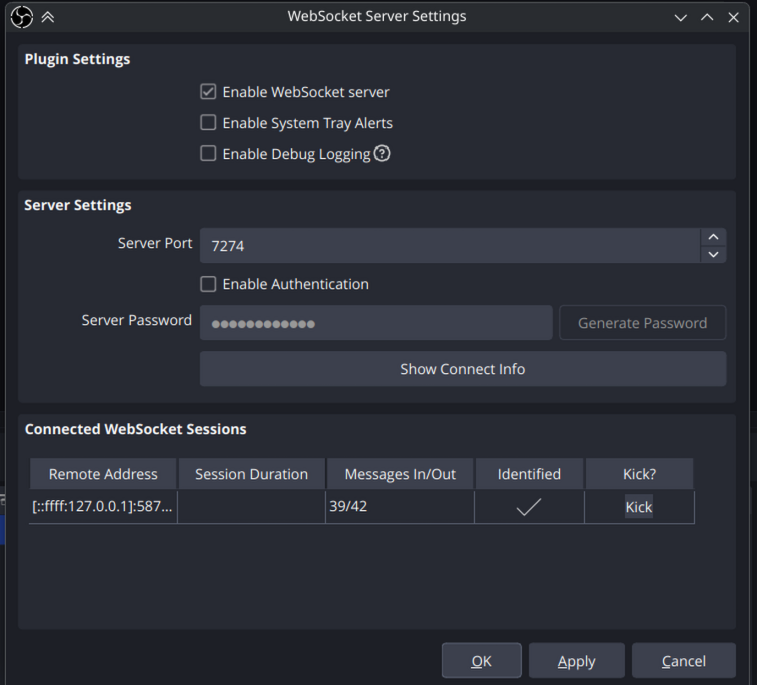 WebSocket Server Settings
Plugin Settings
Enable WebSocket server
Enable System Tray Alerts
Enable Debug Logging ?
Server Settings
Server Port 7274
Enable Authentication
Server Password ●●●●●●●●●●●● Generate Password
Show Connect Info
Connected WebSocket Sessions
Remote Address Session Duration Messages In/Out Identified Kick?
[::ffff:127.0.0.1]:587... 39/42 Kick
OK Apply Cancel